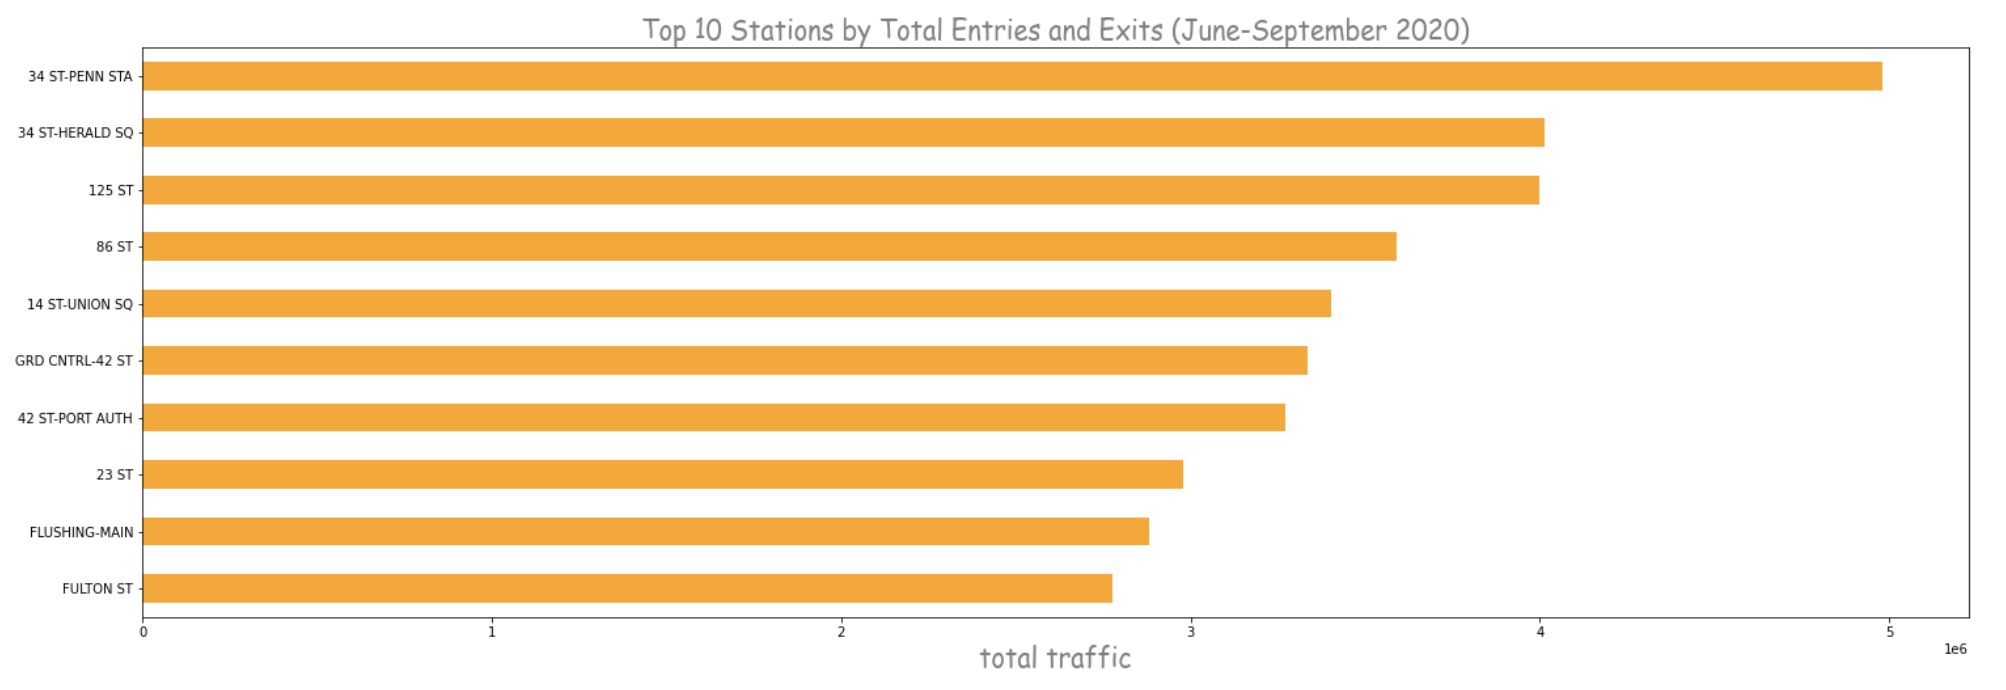 Top 10 Stations by Total Entries and Exits (June-September 2020)
34 ST-PENN STA
34 ST-HERALD SQ
125 ST
86 ST
14 ST-UNION SQ
GRD CNTRL-42 ST
42 ST-PORT AUTH
23 ST
FLUSHING-MAIN
FULTON ST
0 1 2 3 4 5
1e6
total traffic